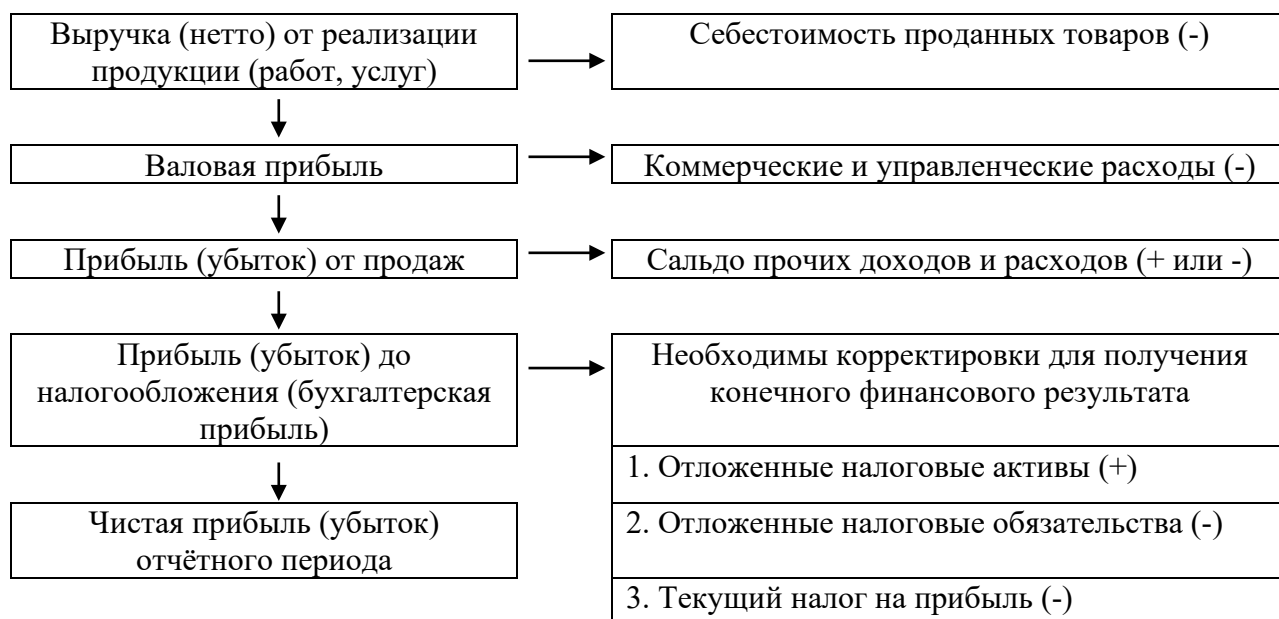 Выручка (нетто) от реализации
продукции (работ, услуг)
Себестоимость проданных товаров (-)
Валовая прибыль
Коммерческие и управленческие расходы (-)
Прибыль (убыток) от продаж
Сальдо прочих доходов и расходов (+ или -)
Прибыль (убыток) до
налогообложения (бухгалтерская
прибыль)
Необходимы корректировки для получения
конечного финансового результата
1. Отложенные налоговые активы (+)
Чистая прибыль (убыток)
отчётного периода
2. Отложенные налоговые обязательства (-)
3. Текущий налог на прибыль (-)